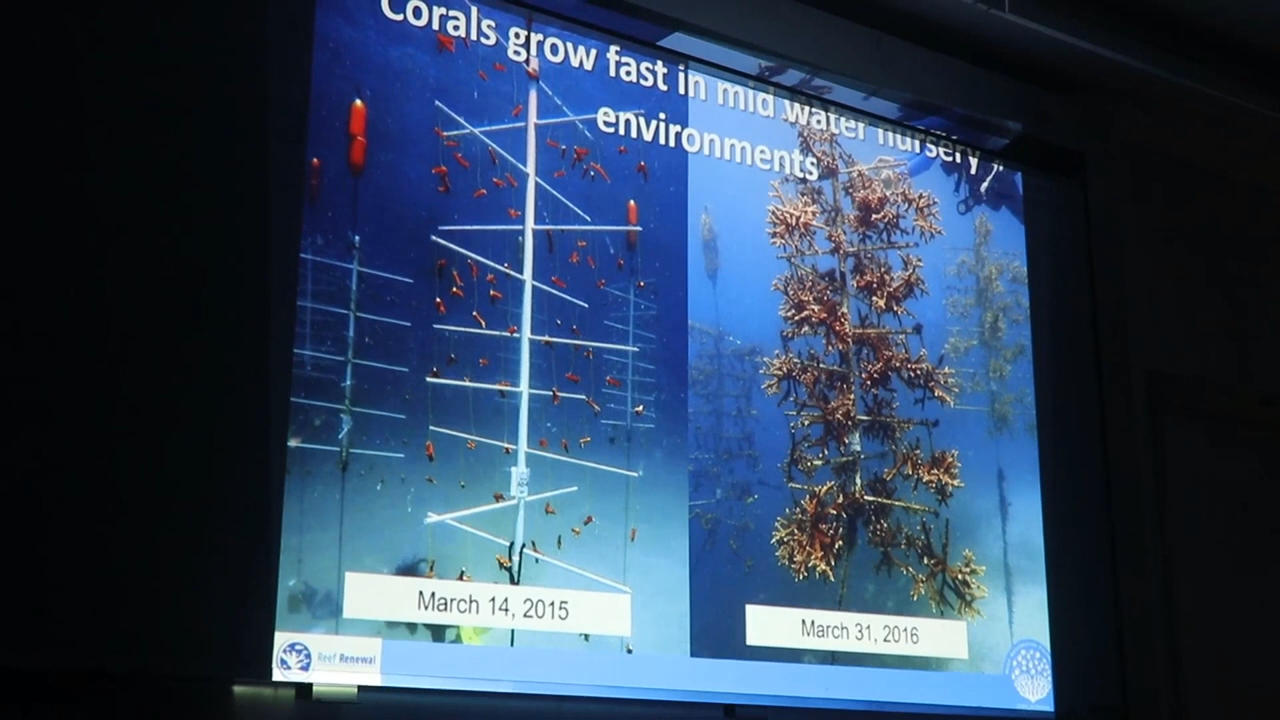 Corals grow fast in mid water nursery
environments
March 14, 2015
March 31, 2016
Reef Renewal